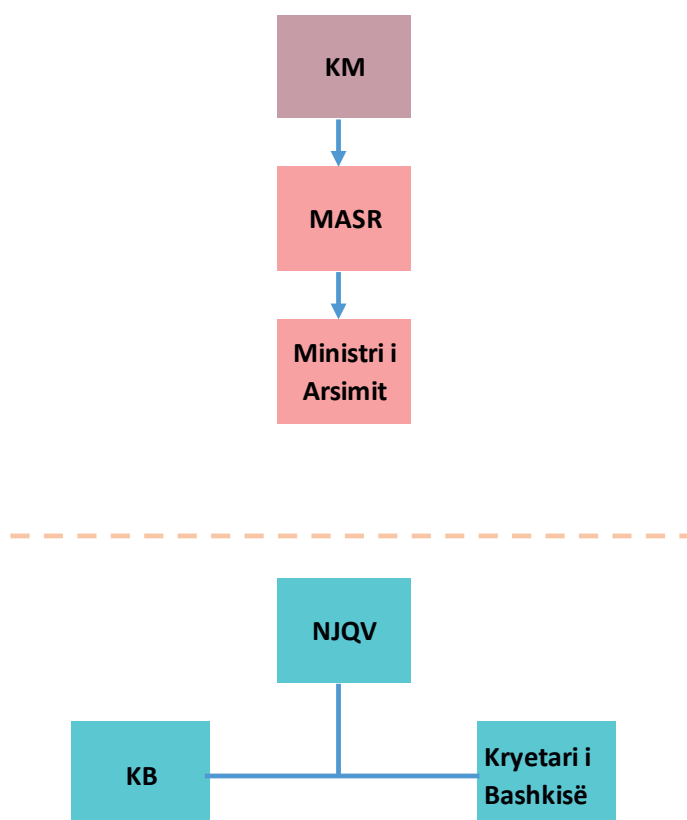 KM
MASR
Ministri i
Arsimit
NJQV
KB
Kryetari i
Bashkisë